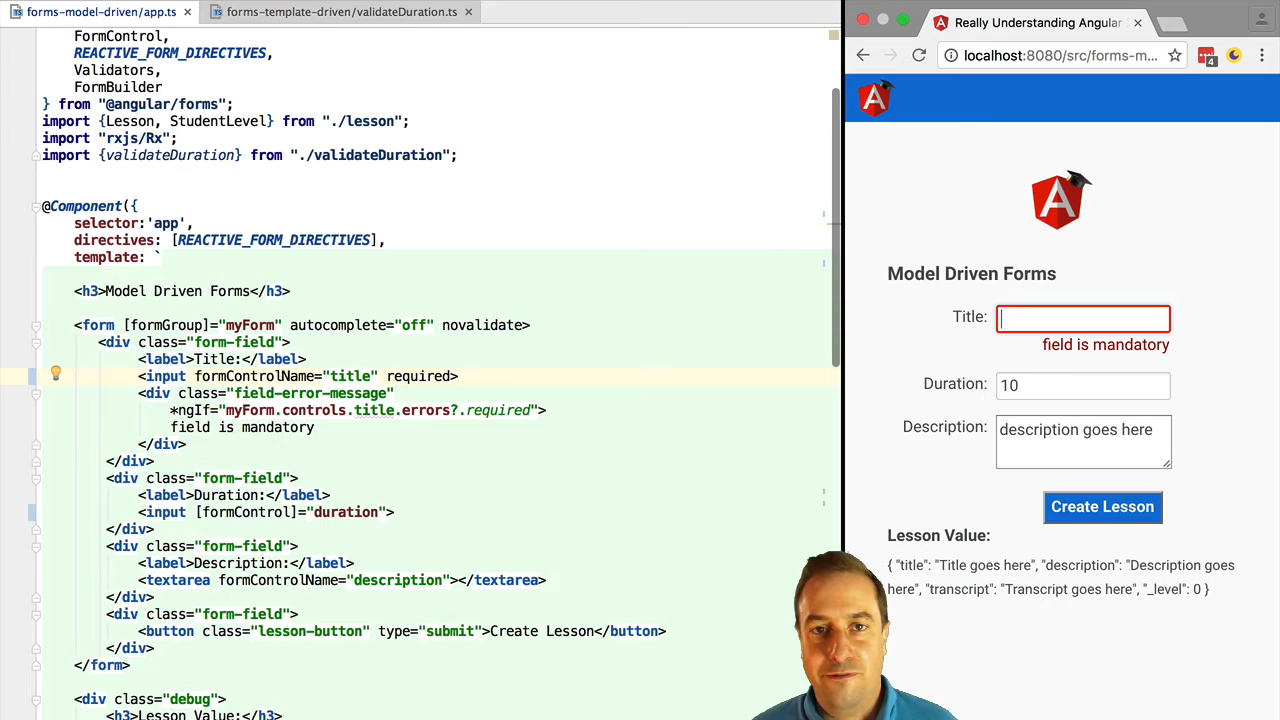 forms-model-driven/app.ts
forms-template-driven/validateDuration.ts
FormControl,
REACTIVE_FORM_DIRECTIVES,
Validators,
FormBuilder
} from "@angular/forms";
import {Lesson, StudentLevel} from "./lesson";
import "rxjs/Rx";
import {validateDuration} from "./validateDuration";
@Component({
selector:'app',
directives: [REACTIVE_FORM_DIRECTIVES],
template: `
<h3>Model Driven Forms</h3>
<form [formGroup]="myForm" autocomplete="off" novalidate>
<div class="form-field">
<label>Title:</label>
<input formControlName="title" required>
<div class="field-error-message"
*ngIf="myForm.controls.title.errors?.required">
field is mandatory
</div>
</div>
<div class="form-field">
<label>Duration:</label>
<input [formControl]="duration">
</div>
<div class="form-field">
<label>Description:</label>
<textarea formControlName="description"></textarea>
</div>
<div class="form-field">
<button class="lesson-button" type="submit">Create Lesson</button>
</div>
</form>
<div class="debug">
<h3>Lesson Value:</h3>
Really Understanding Angular
localhost:8080/src/forms-m...
4
Model Driven Forms
Title:
field is mandatory
Duration: 10
Description: description goes here
Create Lesson
Lesson Value:
{ "title": "Title goes here", "description": "Description goes
here", "transcript": "Transcript goes here", "_level": 0 }